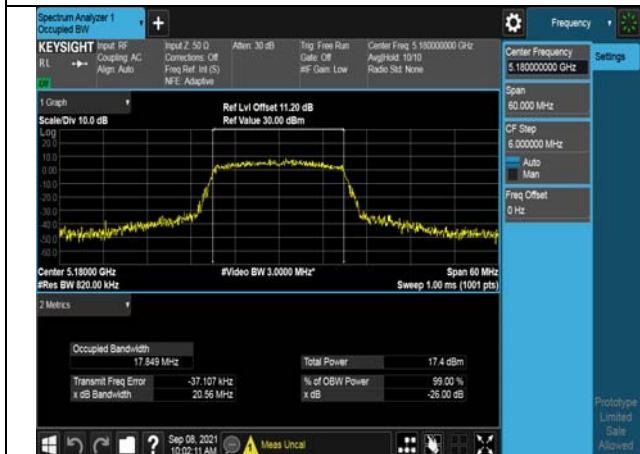 Spectrum Analyzer 1
Occupied BW
Frequency
KEYSIGHT
RL
Input: RF
Coupling: AC
Align: Auto
Input Z: 50 Ω
Corrections: Off
Freq Ref: Int (S)
NFE: Adaptive
Atten: 30 dB
Trig: Free Run
Gate: Off
#IF Gain: Low
Center Freq: 5.180000000 GHz
Avg|Hold: 10/10
Radio Std: None
Center Frequency
5.180000000 GHz
Settings
Span
60.000 MHz
CF Step
6.000000 MHz
Auto
Man
Freq Offset
0 Hz
1 Graph
Scale/Div 10.0 dB
Ref Lvl Offset 11.20 dB
Ref Value 30.00 dBm
Log
20.0
10.0
0.00
-10.0
-20.0
-30.0
-40.0
-50.0
-60.0
Center 5.18000 GHz
#Video BW 3.0000 MHz*
Span 60 MHz
#Res BW 820.00 kHz
Sweep 1.00 ms (1001 pts)
2 Metrics
Occupied Bandwidth
17.849 MHz
Total Power
17.4 dBm
Transmit Freq Error
-37.107 kHz
% of OBW Power
99.00 %
x dB Bandwidth
20.56 MHz
x dB
-26.00 dB
Prototype
Limited
Sale
Allowed
?
Sep 08, 2021
10:02:11 AM
Meas Uncal